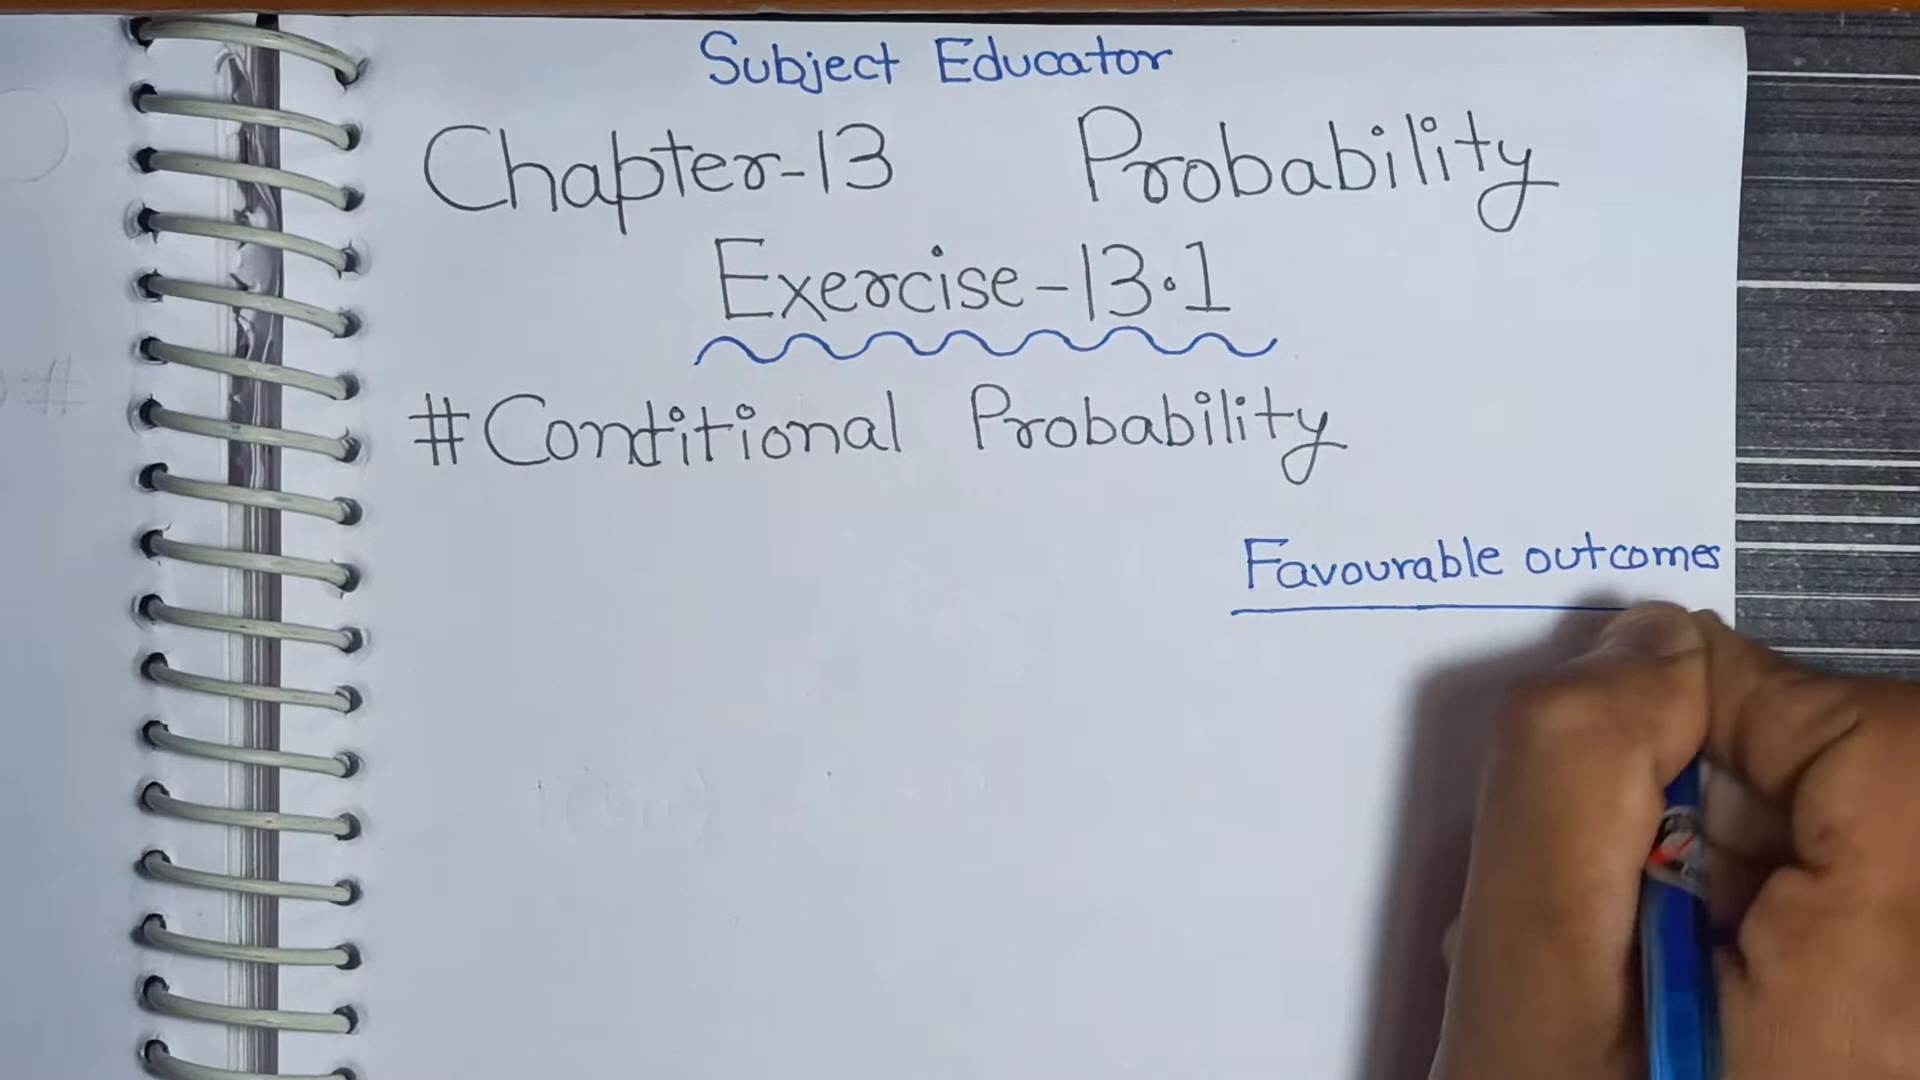 Subject Educator
Chapter-13 Probability
Exercise-13.1
#Conditional Probability
Favourable outcomes